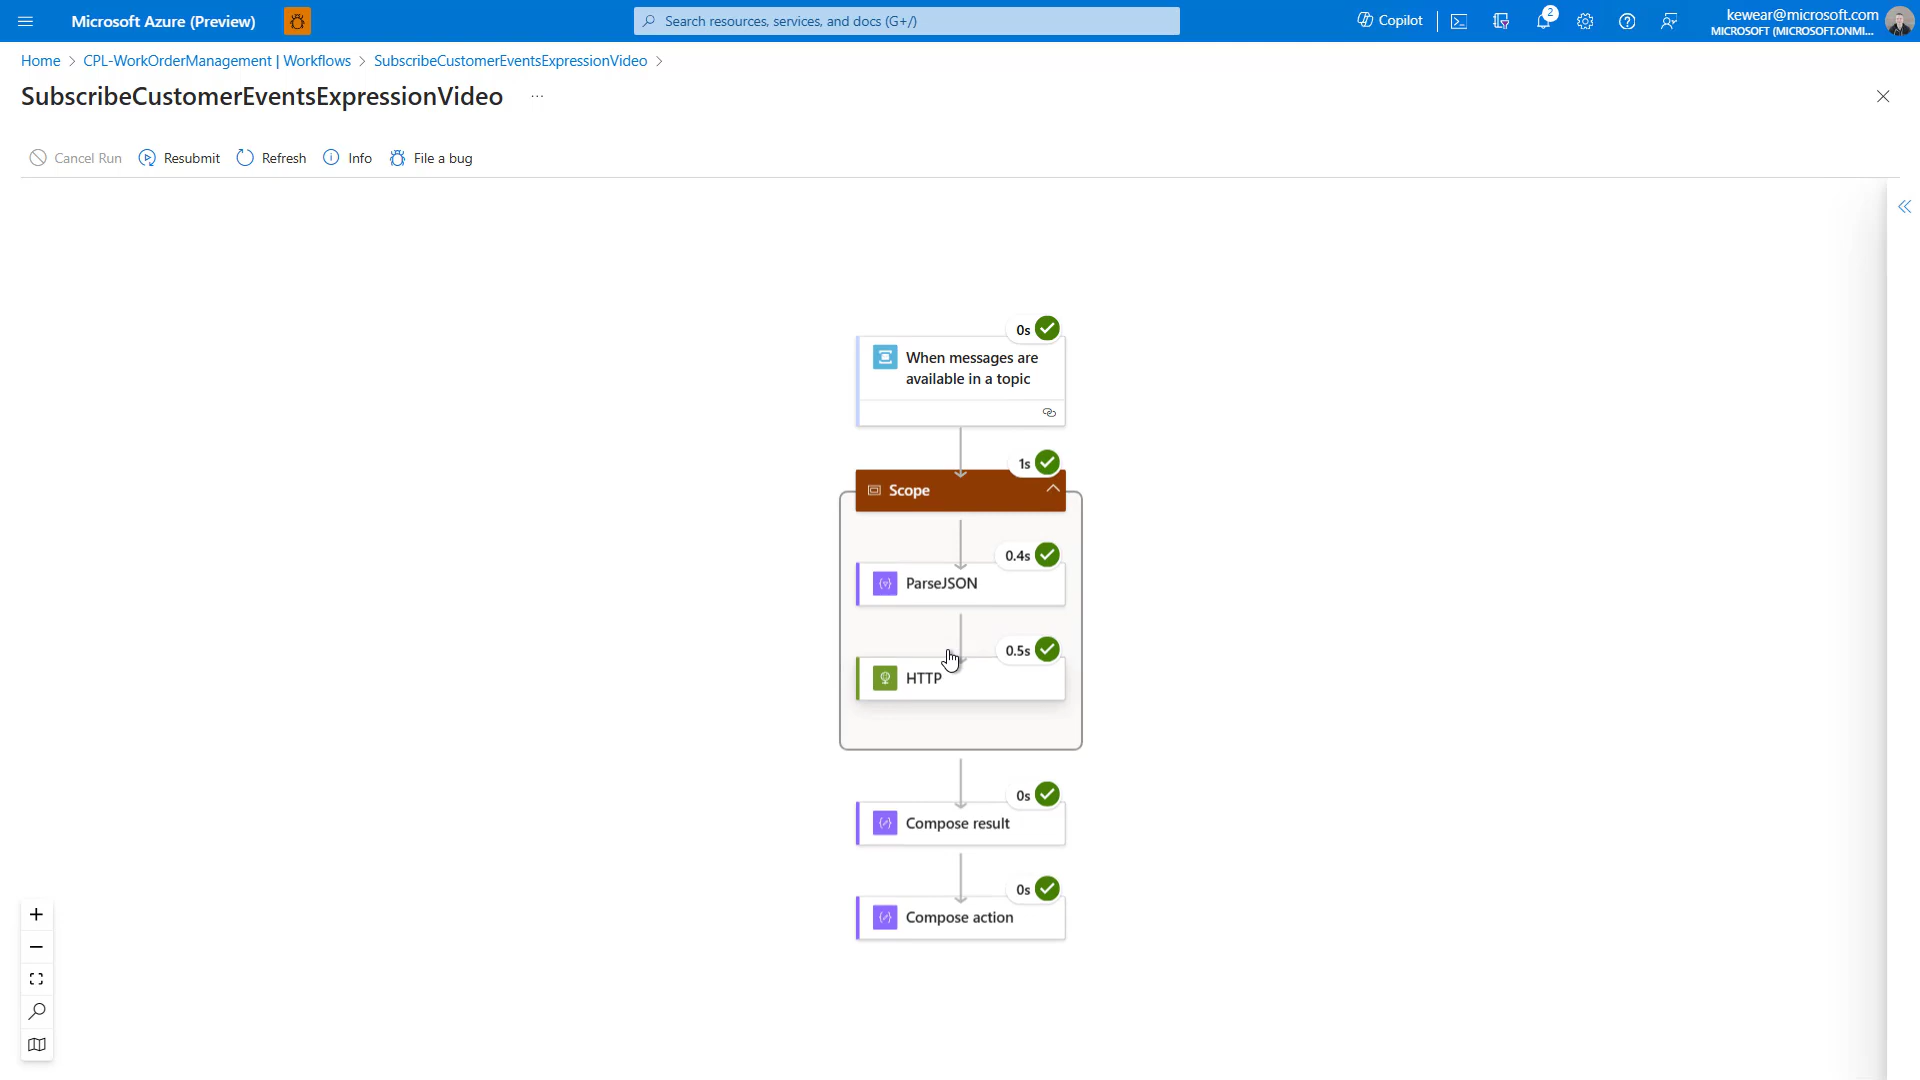 Microsoft Azure (Preview)
Search resources, services, and docs (G+/)
Copilot
2
kewear@microsoft.com
MICROSOFT (MICROSOFT.ONMI...
Home > CPL-WorkOrderManagement | Workflows > SubscribeCustomerEventsExpressionVideo >
SubscribeCustomerEventsExpressionVideo ...
Cancel Run Resubmit Refresh Info File a bug
0s
When messages are
available in a topic
1s
Scope
0.4s
ParseJSON
0.5s
HTTP
0s
Compose result
0s
Compose action